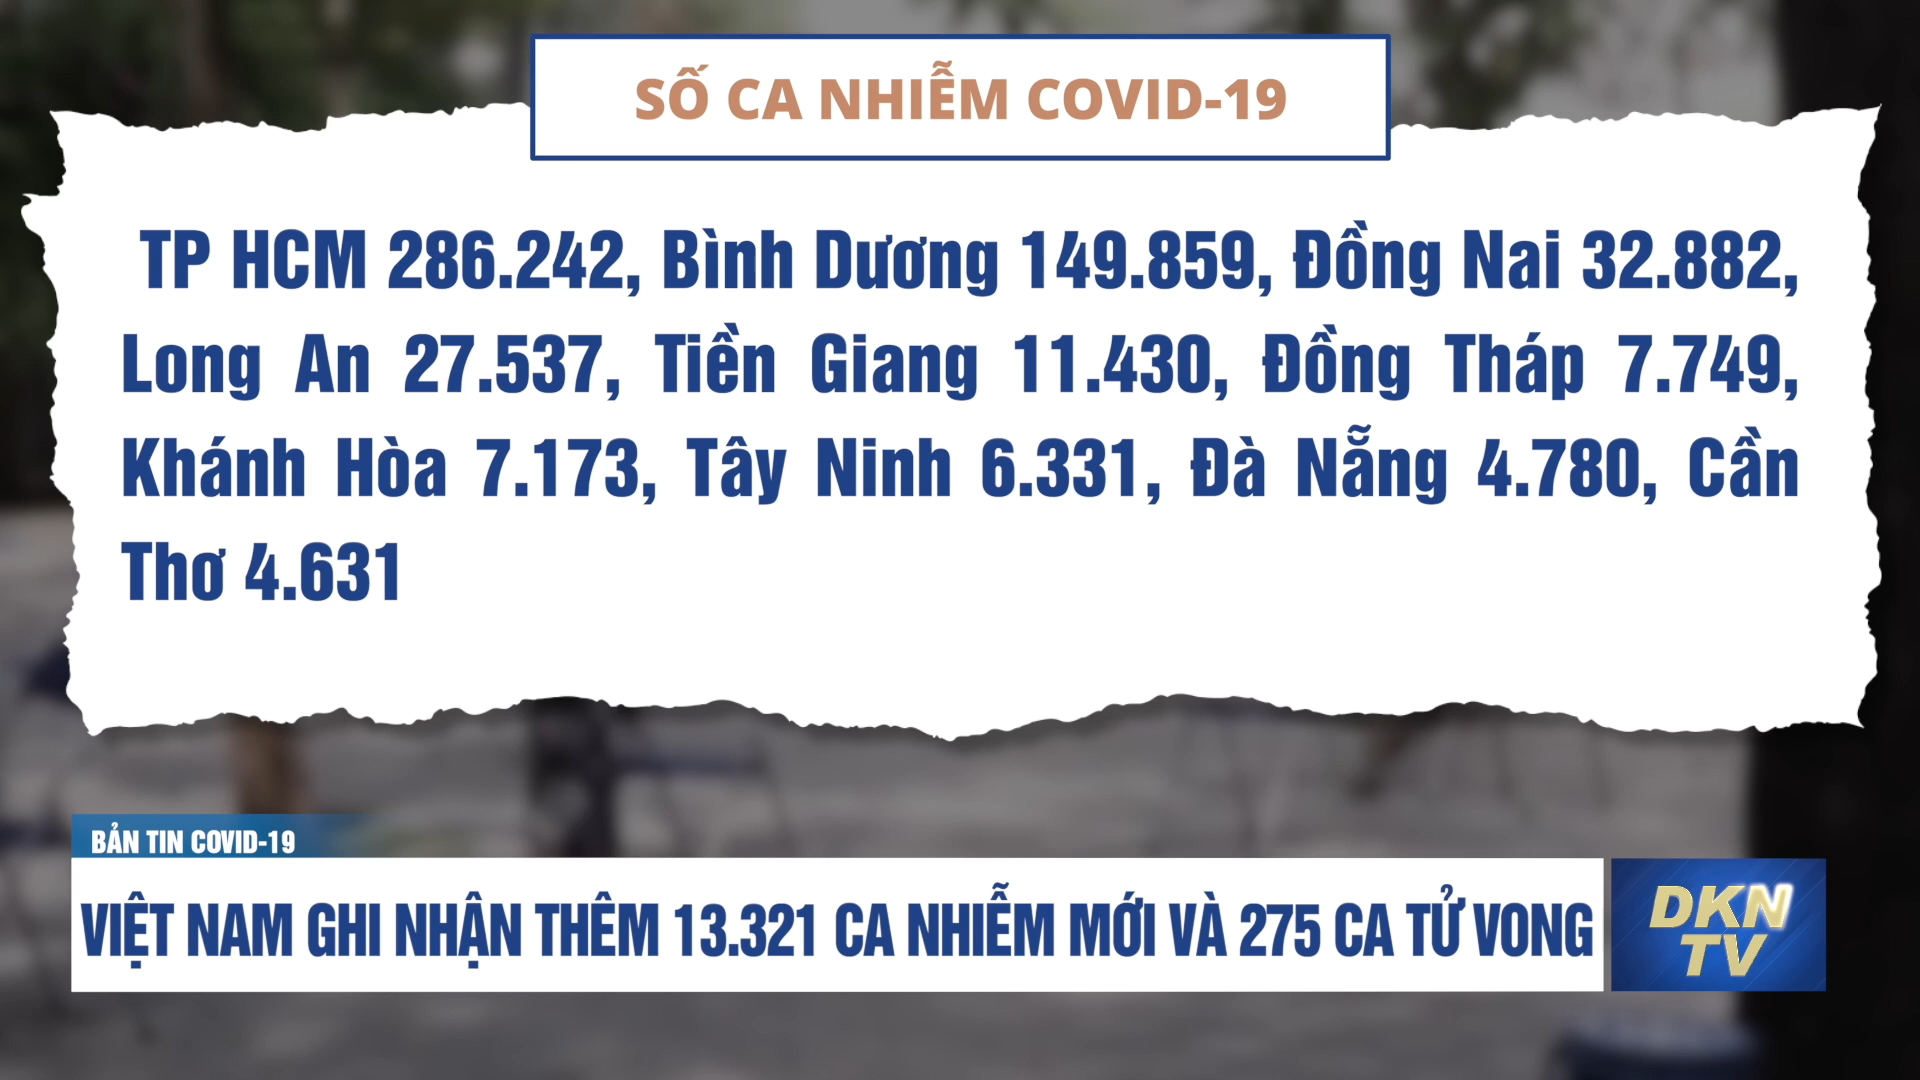 SỐ CA NHIỄM COVID-19
TP HCM 286.242, Bình Dương 149.859, Đồng Nai 32.882,
Long An 27.537, Tiền Giang 11.430, Đồng Tháp 7.749,
Khánh Hòa 7.173, Tây Ninh 6.331, Đà Nẵng 4.780, Cần
Thơ 4.631
BẢN TIN COVID-19
VIỆT NAM GHI NHẬN THÊM 13.321 CA NHIỄM MỚI VÀ 275 CA TỬ VONG
DKN
TV